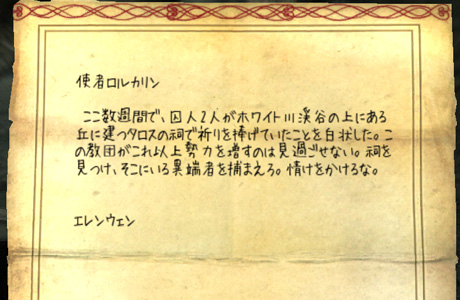 使者ロルカリン
ここ数週間で、囚人2人がホワイト川渓谷の上にある
丘に建つタロスの祠で祈りを捧げていたことを白状した。こ
の教団がこれ以上勢力を増すのは見過ごせない。祠を
見つけ、そこにいる異端者を捕まえろ。情けをかけるな。
エレンウェン